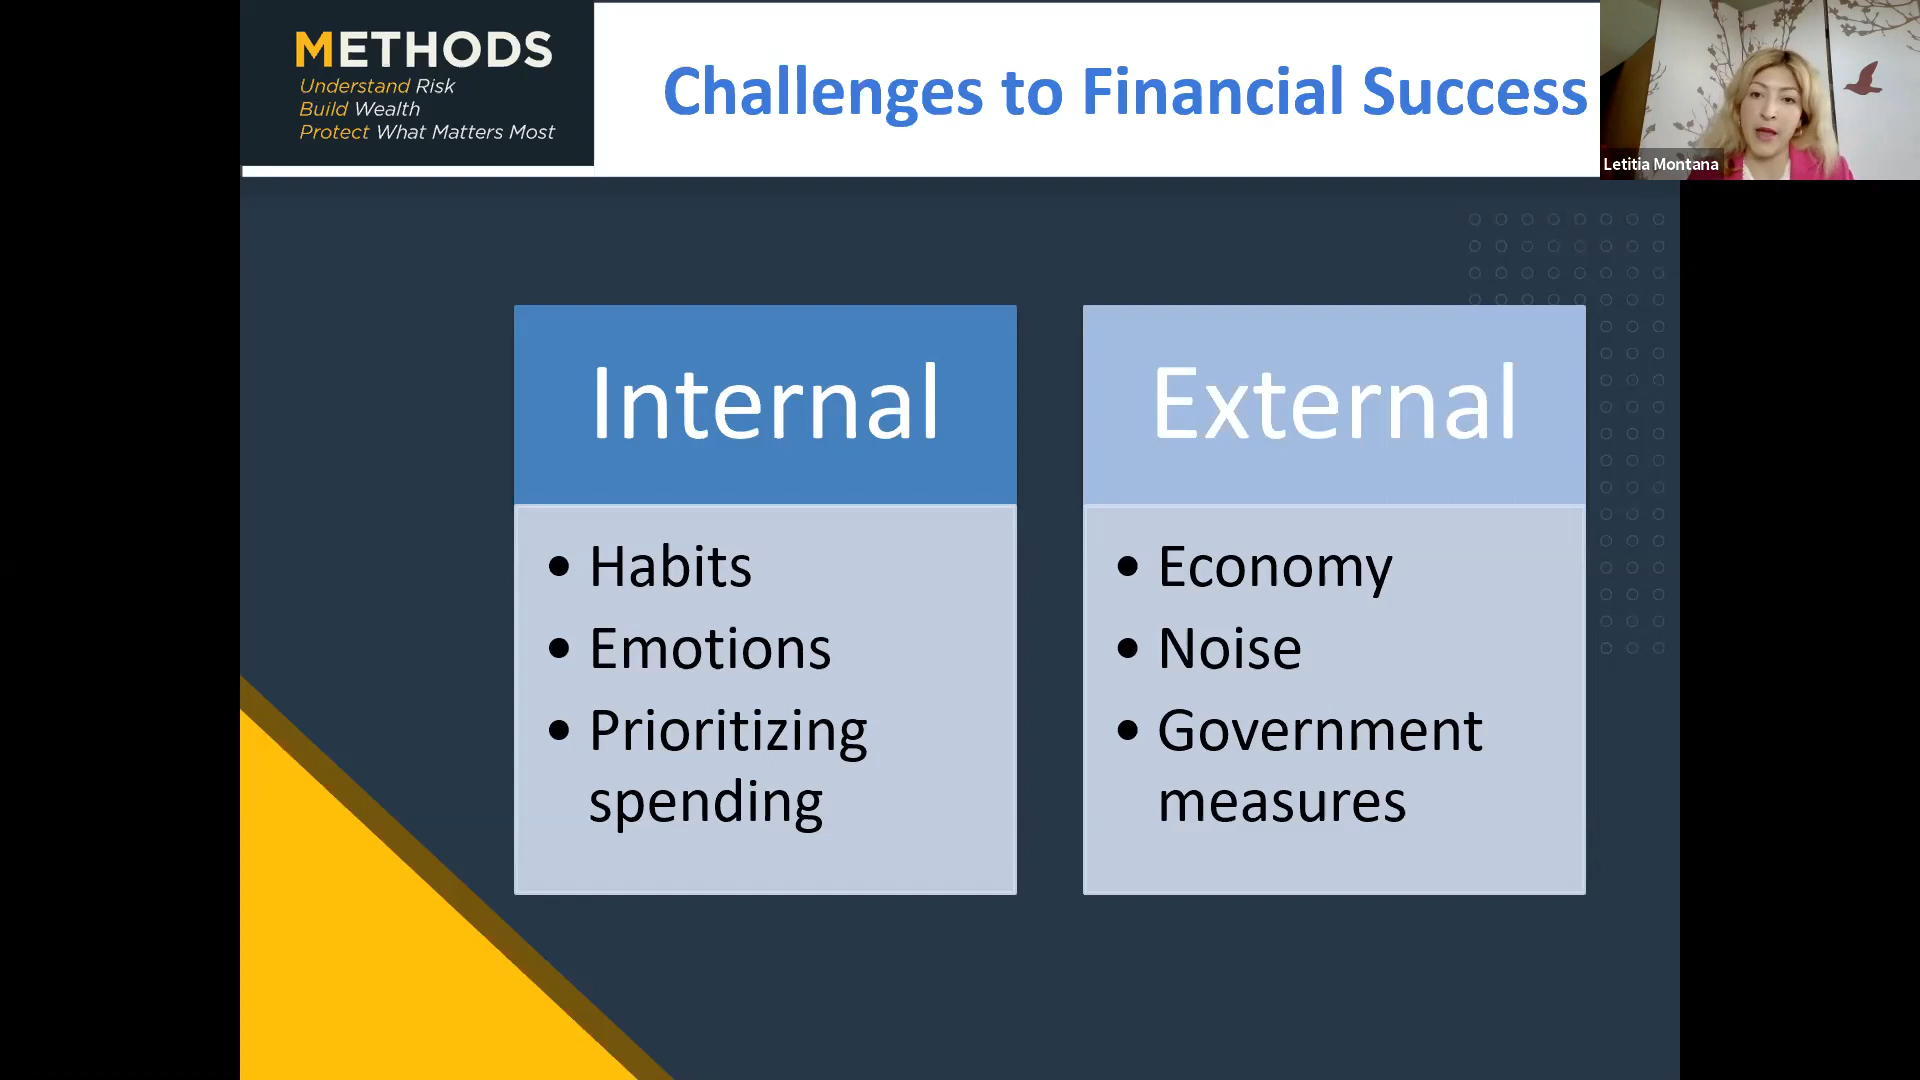 METHODS
Understand Risk
Build Wealth
Protect What Matters Most
Challenges to Financial Success
Letitia Montana
Internal
• Habits
• Emotions
• Prioritizing
spending
External
• Economy
• Noise
• Government
measures